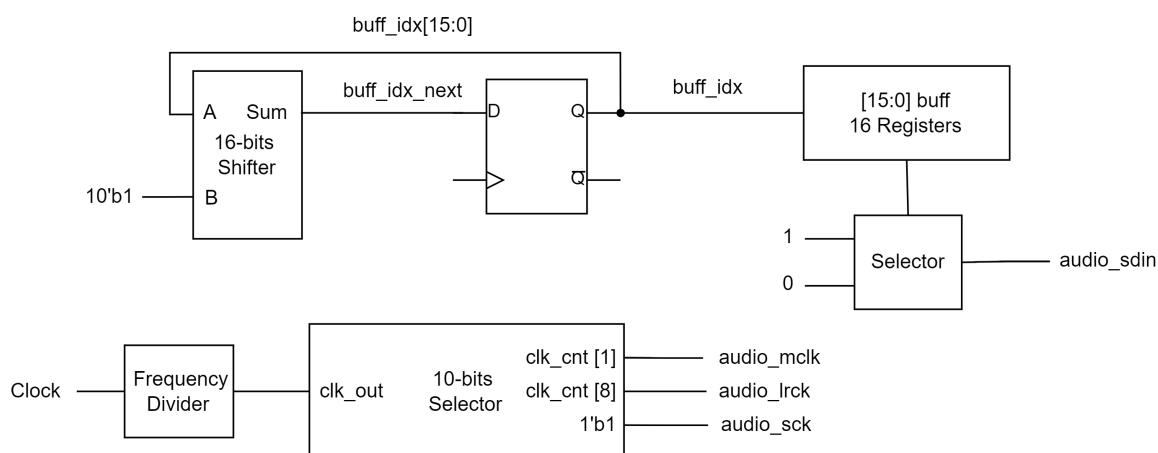 buff_idx[15:0]
A
Sum
16-bits
Shifter
10'b1
B
buff_idx_next
D
Q
Q
buff_idx
[15:0] buff
16 Registers
1
0
Selector
audio_sdin
Clock
Frequency
Divider
clk_out
10-bits
Selector
clk_cnt [1]
clk_cnt [8]
1'b1
audio_mclk
audio_lrck
audio_sck